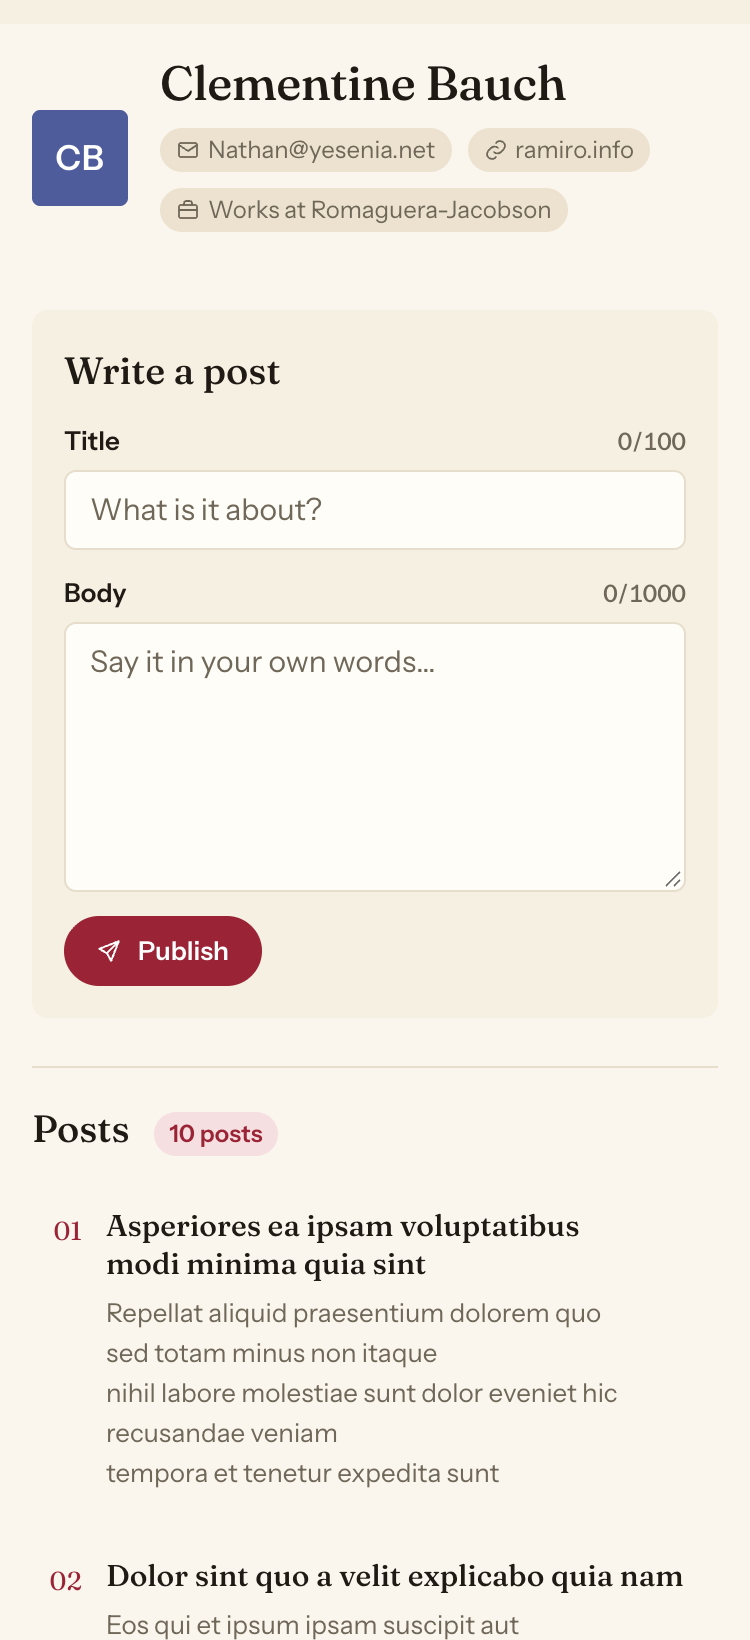 Clementine Bauch
CB
Nathan@yesenia.net
ramiro.info
Works at Romaguera-Jacobson
Write a post
Title
0/100
What is it about?
Body
0/1000
Say it in your own words...
Publish
Posts
10 posts
01
Asperiores ea ipsam voluptatibus
modi minima quia sint
Repellat aliquid praesentium dolorem quo
sed totam minus non itaque
nihil labore molestiae sunt dolor eveniet hic
recusandae veniam
tempora et tenetur expedita sunt
02
Dolor sint quo a velit explicabo quia nam
Eos qui et ipsum ipsam suscipit aut